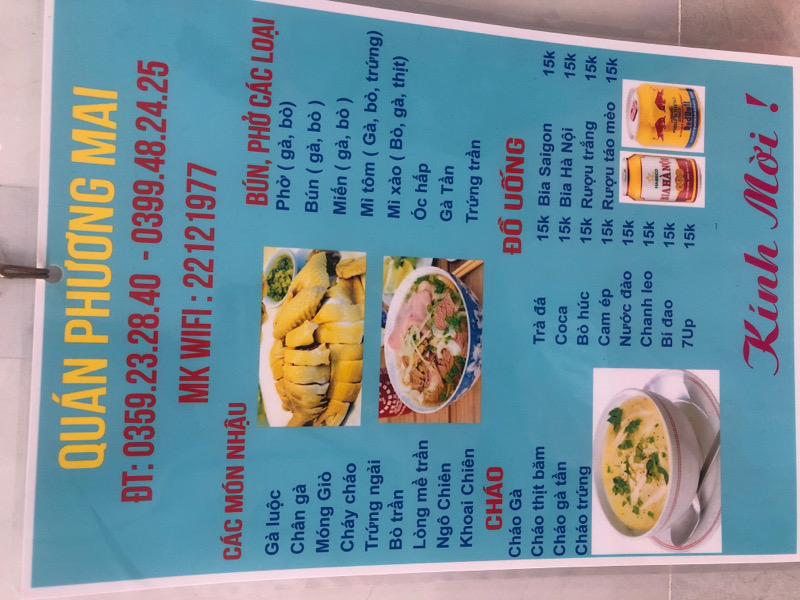 QUÁN PHƯƠNG MAI
ĐT: 0359.23.28.40 - 0399.48.24.25
MK WIFI : 22121977
CÁC MÓN NHẬU
Gà luộc
Chân gà
Móng Giò
Cháy cháo
Trứng ngải
Bò trần
Lòng mề trần
Ngô Chiên
Khoai Chiên
BÚN, PHỞ CÁC LOẠI
Phở ( gà, bò)
Bún ( gà, bò )
Miến ( gà, bò )
Mì tôm ( Gà, bò, trứng)
Mì xào ( Bò, gà, thịt)
Óc hấp
Gà Tần
Trứng trần
CHÁO
Cháo Gà
Cháo thịt băm
Cháo gà tần
Cháo trứng
ĐỒ UỐNG
Trà đá 15k
Coca 15k
Bò húc 15k
Cam ép 15k
Nước đào 15k
Chanh leo 15k
Bí đao 15k
7Up 15k
Bia Saigon 15k
Bia Hà Nội 15k
Rượu trắng 15k
Rượu táo mèo 15k
HABECO
BIA HÀ NỘI
Red Bull
Kính Mời !